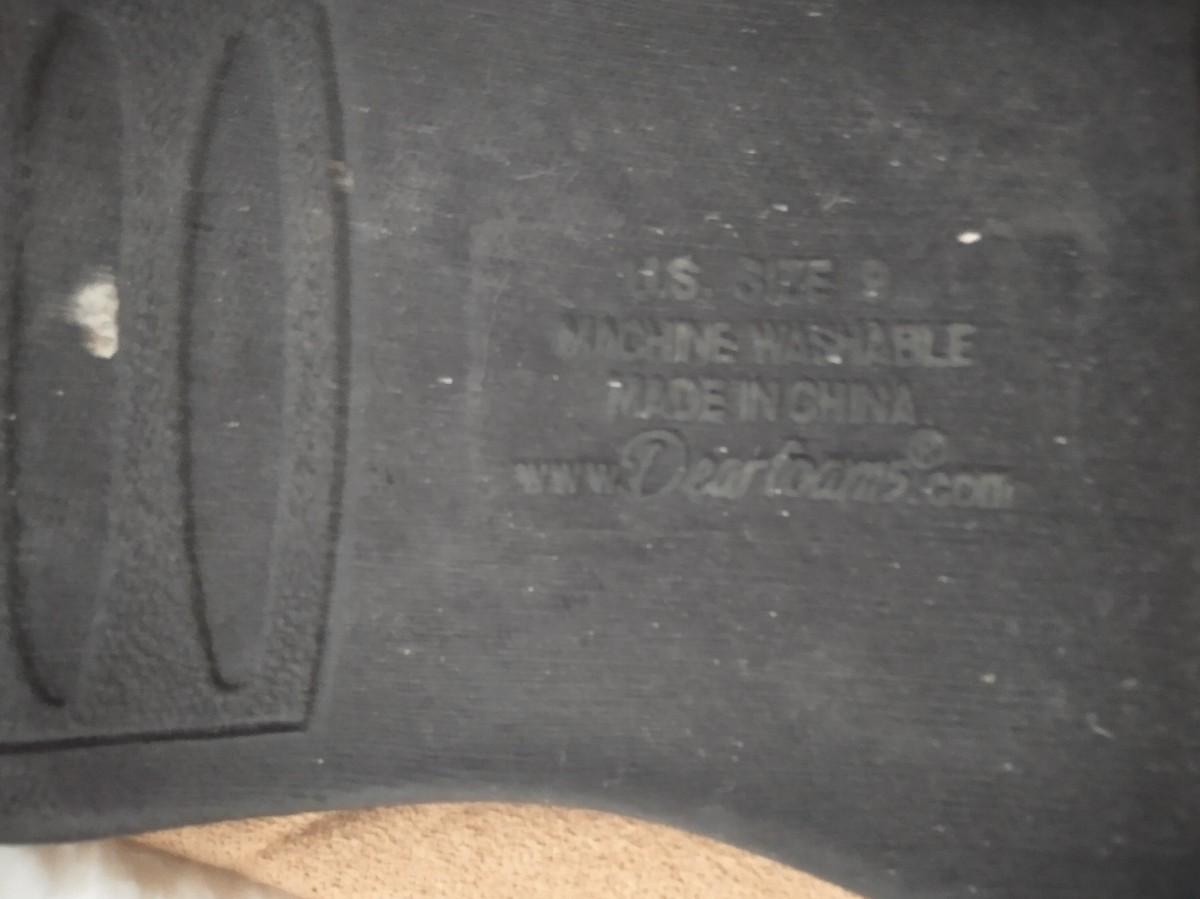 U.S. SIZE 9
MACHINE WASHABLE
MADE IN CHINA
www.Dearfoams®.com